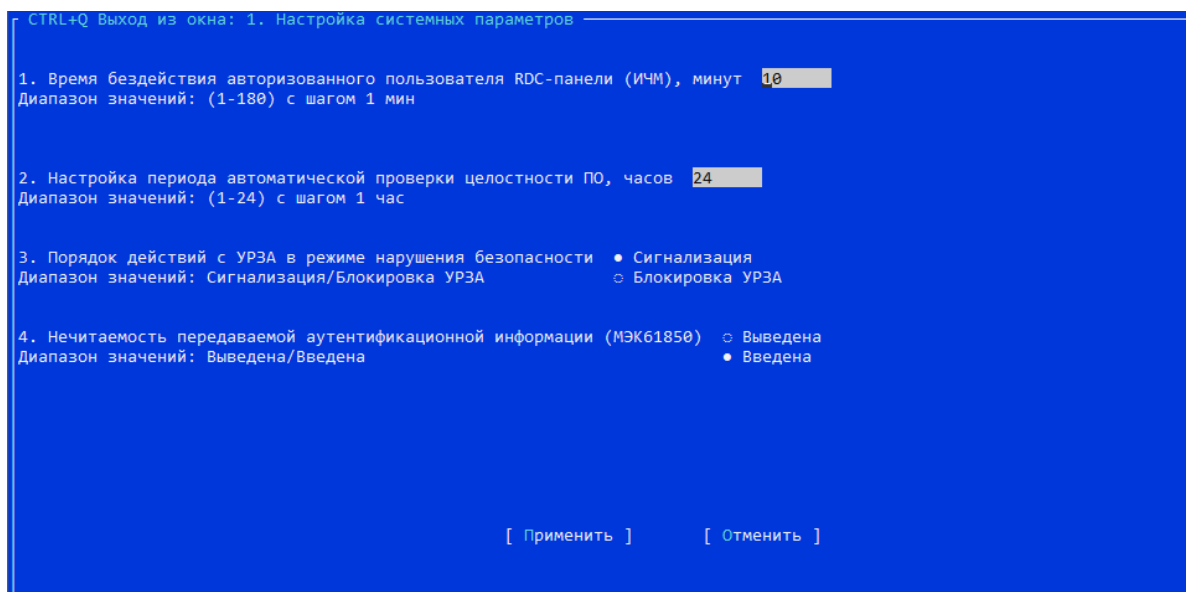 CTRL+Q Выход из окна: 1. Настройка системных параметров
1. Время бездействия авторизованного пользователя RDC-панели (ИЧМ), минут 10
Диапазон значений: (1-180) с шагом 1 мин
2. Настройка периода автоматической проверки целостности ПО, часов 24
Диапазон значений: (1-24) с шагом 1 час
3. Порядок действий с УРЗА в режиме нарушения безопасности ● Сигнализация
Диапазон значений: Сигнализация/Блокировка УРЗА ○ Блокировка УРЗА
4. Нечитаемость передаваемой аутентификационной информации (МЭК61850) ○ Выведена
Диапазон значений: Выведена/Введена ● Введена
[ Применить ] [ Отменить ]